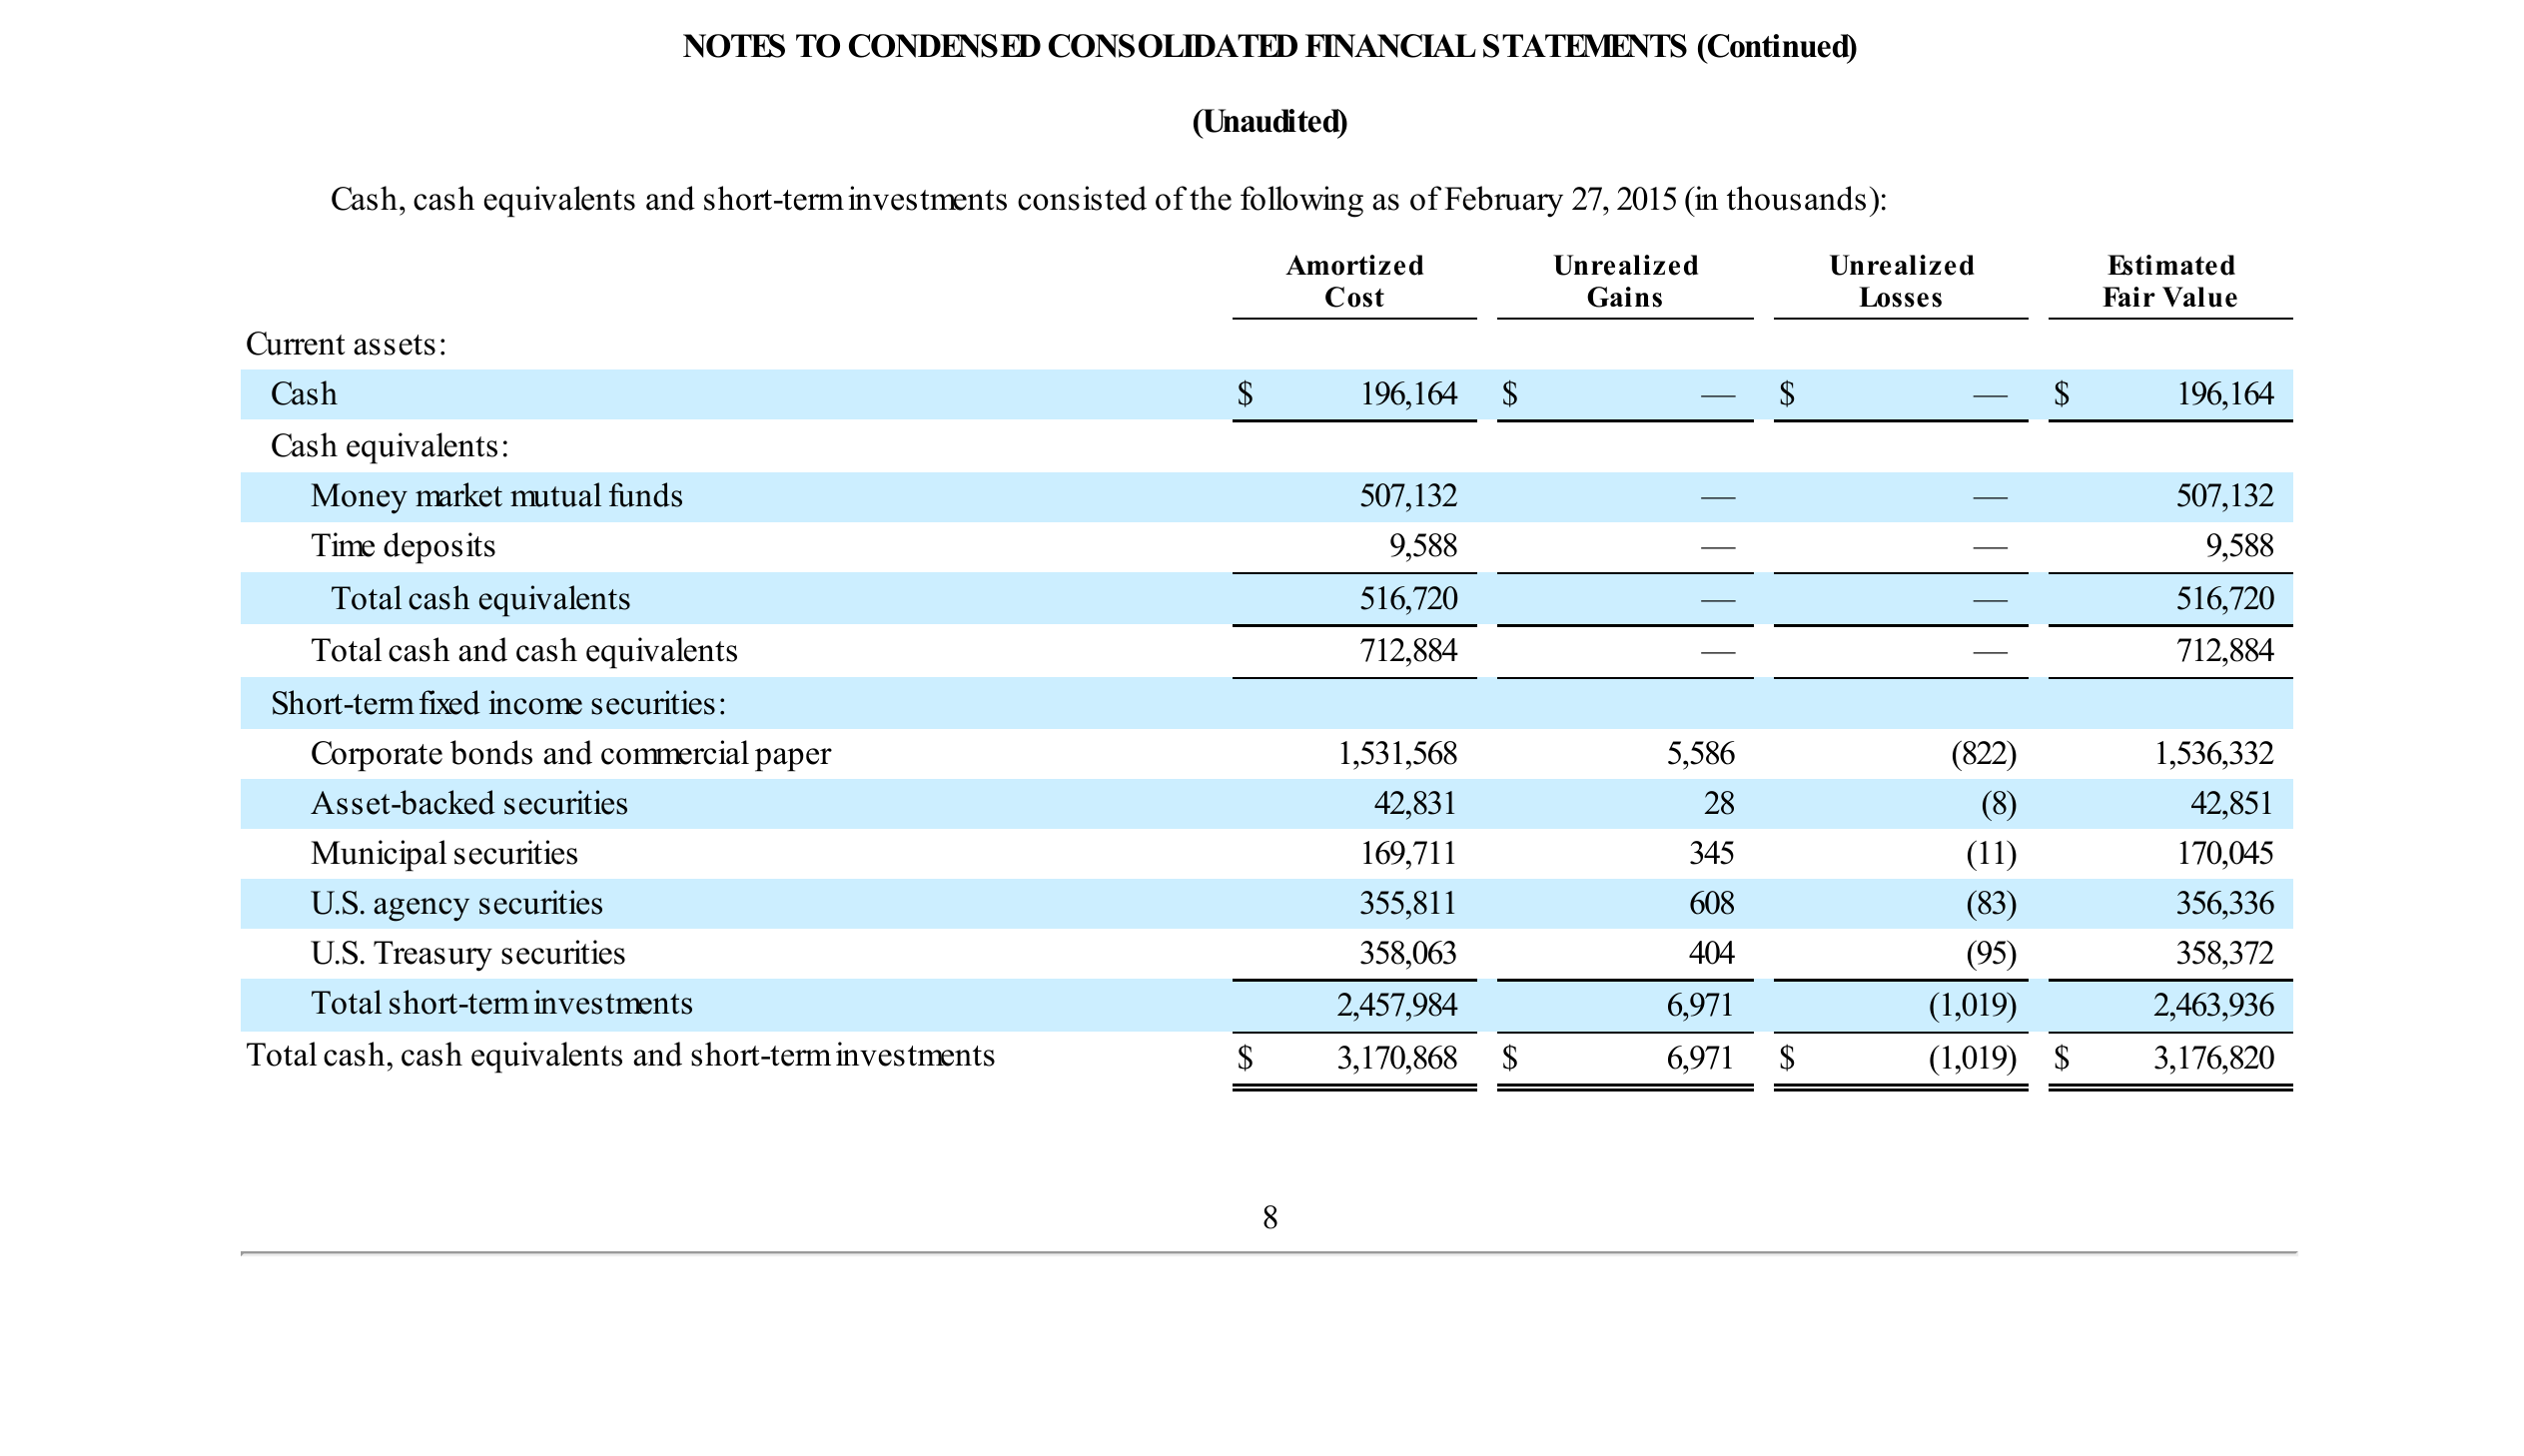 NOTES TO CONDENSED CONSOLIDATED FINANCIAL STATEMENTS (Continued)
(Unaudited)
Cash, cash equivalents and short-term investments consisted of the following as of February 27, 2015 (in thousands):
Amortized Cost Unrealized Gains Unrealized Losses Estimated Fair Value
Current assets:
Cash $ 196,164 $ — $ — $ 196,164
Cash equivalents:
Money market mutual funds 507,132 — — 507,132
Time deposits 9,588 — — 9,588
Total cash equivalents 516,720 — — 516,720
Total cash and cash equivalents 712,884 — — 712,884
Short-term fixed income securities:
Corporate bonds and commercial paper 1,531,568 5,586 (822) 1,536,332
Asset-backed securities 42,831 28 (8) 42,851
Municipal securities 169,711 345 (11) 170,045
U.S. agency securities 355,811 608 (83) 356,336
U.S. Treasury securities 358,063 404 (95) 358,372
Total short-term investments 2,457,984 6,971 (1,019) 2,463,936
Total cash, cash equivalents and short-term investments $ 3,170,868 $ 6,971 $ (1,019) $ 3,176,820
8